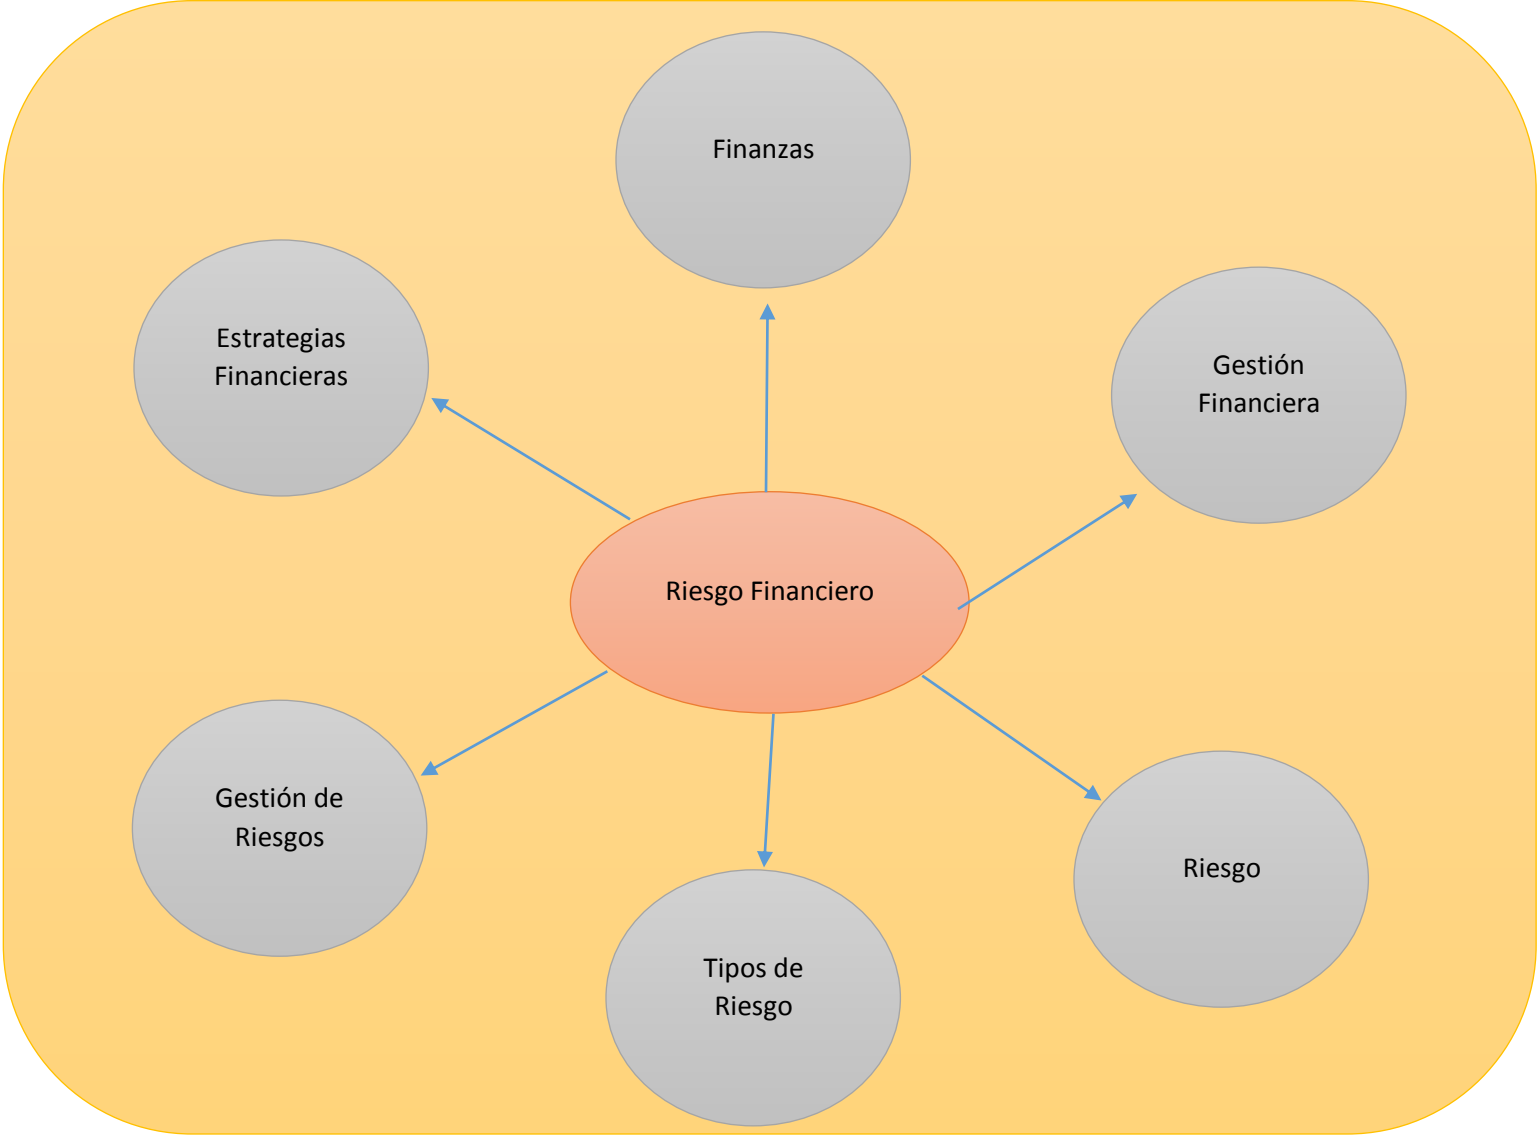 Finanzas
Estrategias
Financieras
Gestión
Financiera
Riesgo Financiero
Gestión de
Riesgos
Riesgo
Tipos de
Riesgo